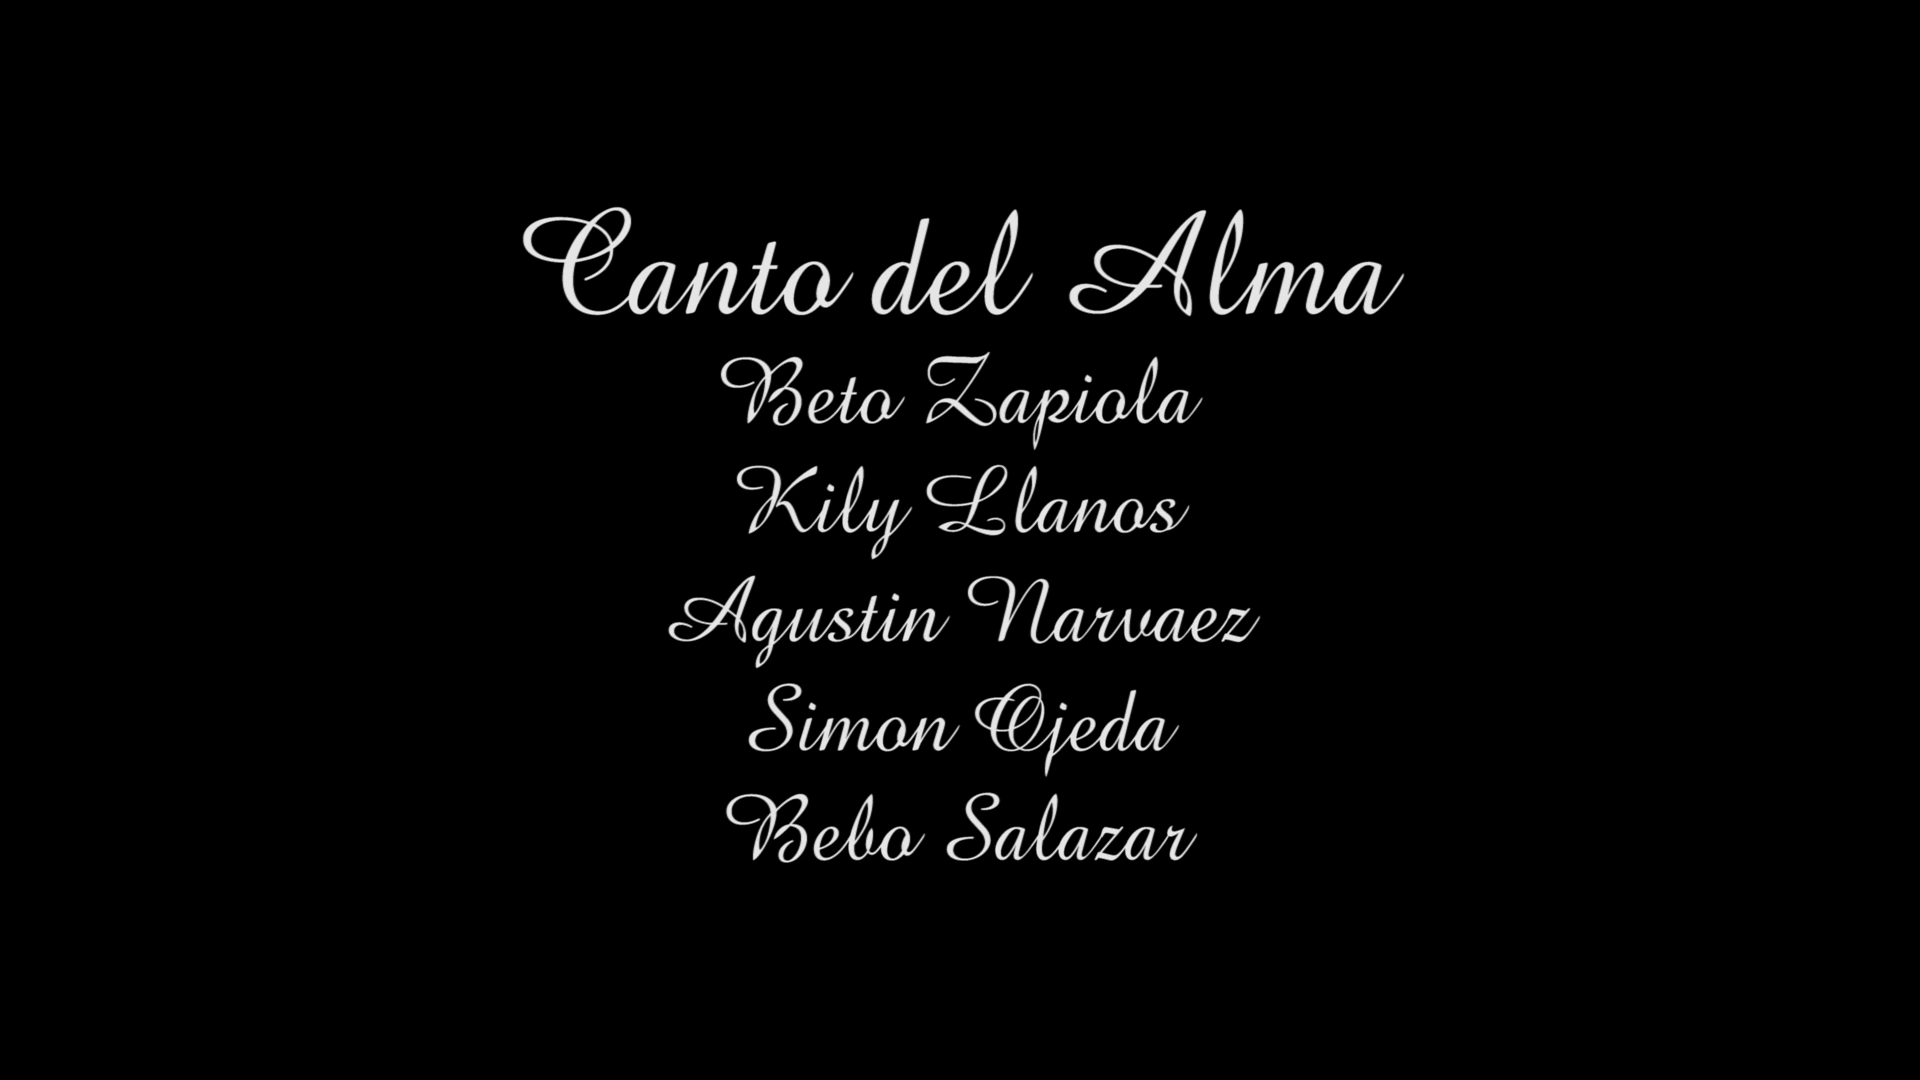 Canto del Alma
Beto Zapiola
Kily Llanos
Agustin Narvaez
Simon Ojeda
Bebo Salazar